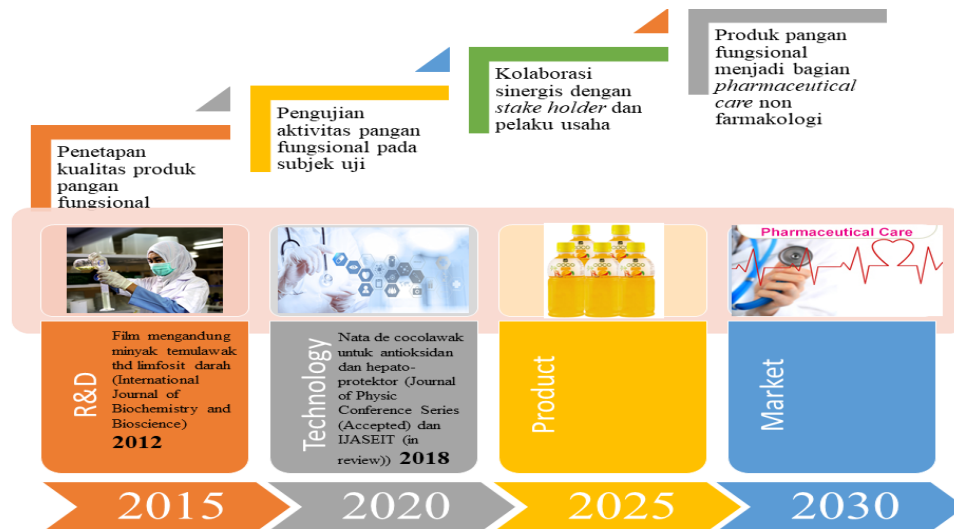 Penetapan
kualitas produk
pangan
fungsional
Pengujian
aktivitas pangan
fungsional pada
subjek uji
Kolaborasi
sinergis dengan
stake holder dan
pelaku usaha
Produk pangan
fungsional
menjadi bagian
pharmaceutical
care non
farmakologi
Pharmaceutical Care
R&D
Film mengandung
minyak temulawak
thd limfosit darah
(International
Journal of
Biochemistry and
Bioscience)
2012
Technology
Nata de cocolawak
untuk antioksidan
dan hepato-
protektor (Journal
of Physic
Conference Series
(Accepted) dan
IJASEIT (in
review)) 2018
Product
Market
2015
2020
2025
2030